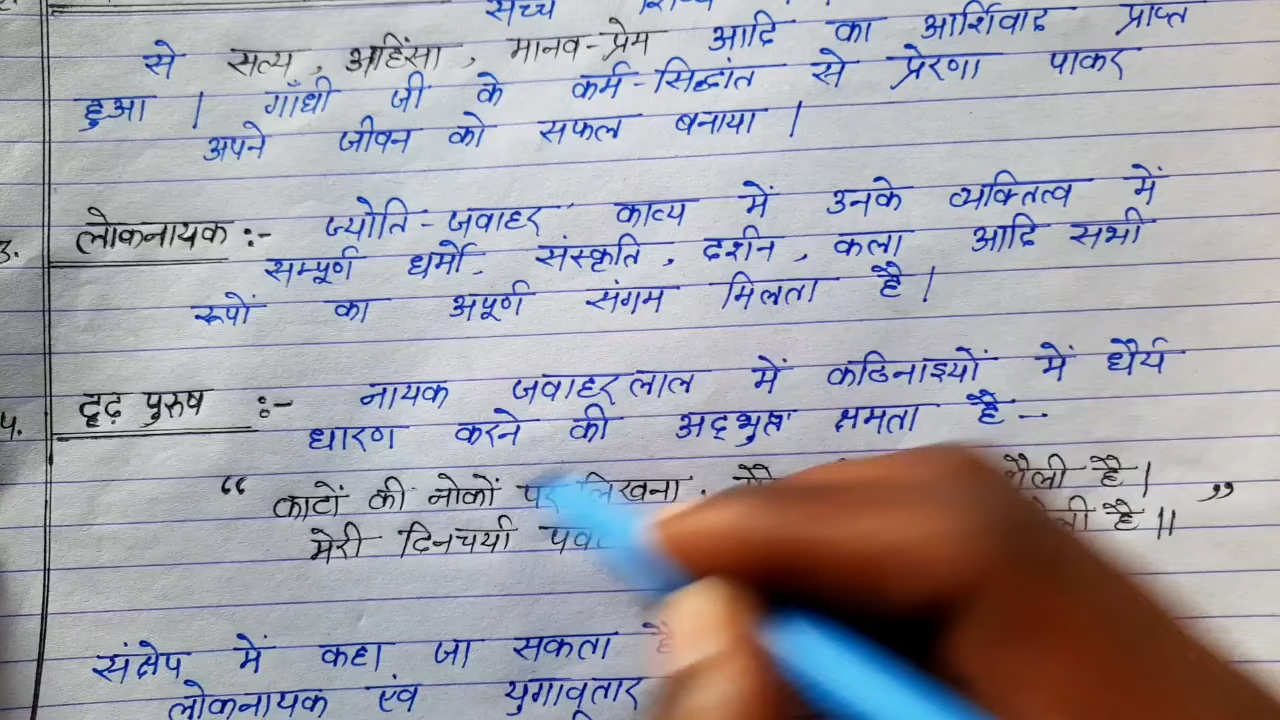 सच्च
से सत्य, अहिंसा, मानव-प्रेम आदि का आर्शिवाद प्राप्त
हुआ। गाँधी जी के कर्म-सिद्धांत से प्रेरणा पाकर
अपने जीवन को सफल बनाया।
3. लोकनायक :- ज्योति-जवाहर काव्य में उनके व्यक्तित्व में
सम्पूर्ण धर्मो, संस्कृति, दर्शन, कला आदि सभी
रूपों का अपूर्ण संगम मिलता है।
4. दृढ़ पुरुष :- नायक जवाहरलाल में कठिनाइयों में धैर्य
धारण करने की अद्भुत क्षमता है --
“ काटों की नोकों पर लिखना, शैली है।
मेरी दिनचर्या है॥ ”
संक्षेप में कहा जा सकता है
लोकनायक एंव युगावतार